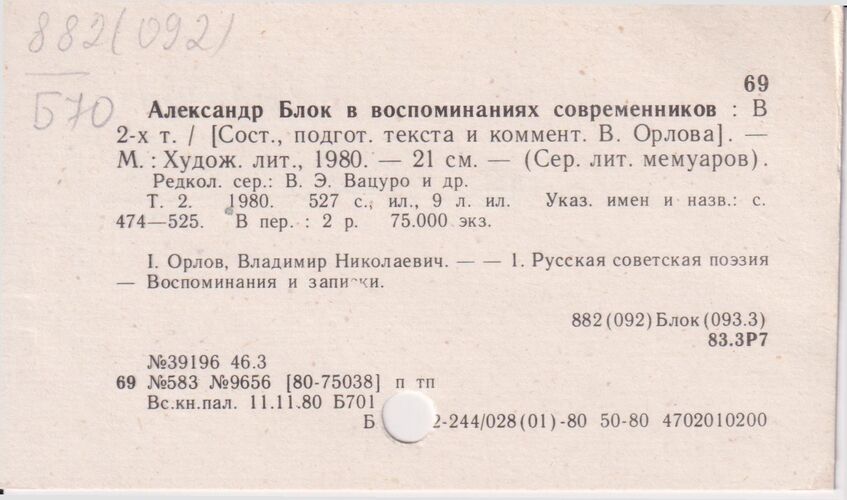 882(092)
Б70
69
Александр Блок в воспоминаниях современников : В
2-х т. / [Сост., подгот. текста и коммент. В. Орлова]. —
М. : Худож. лит., 1980. — 21 см. — (Сер. лит. мемуаров).
Редкол. сер.: В. Э. Вацуро и др.
Т. 2. 1980. 527 с., ил., 9 л. ил. Указ. имен и назв.: с.
474—525. В пер. : 2 р. 75.000 экз.
I. Орлов, Владимир Николаевич. — — 1. Русская советская поэзия
— Воспоминания и записки.
882(092)Блок(093.3)
83.3Р7
№39196 46.3
69 №583 №9656 [80-75038] п тп
Вс.кн.пал. 11.11.80 Б701
Б 2-244/028(01)-80 50-80 4702010200